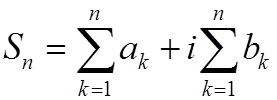 $S_n = \sum_{k=1}^{n} a_k + i \sum_{k=1}^{n} b_k$